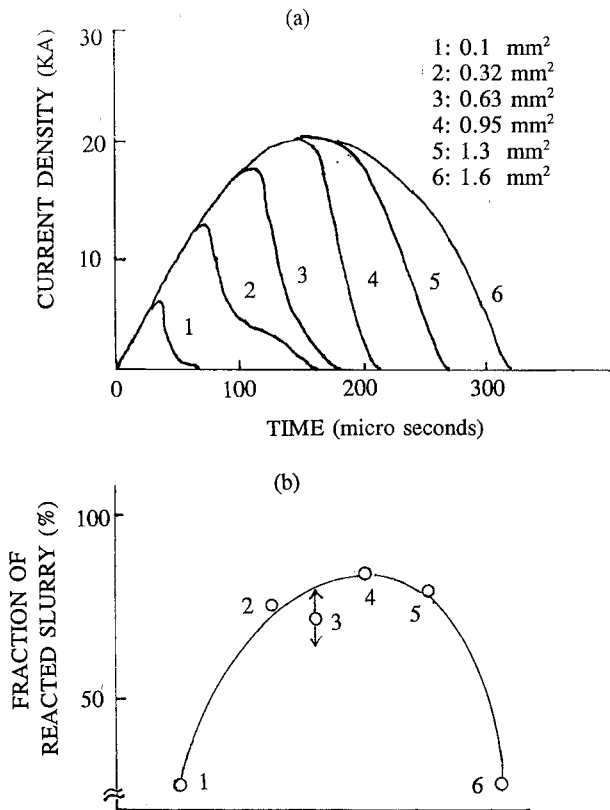 (a)
30
20
10
0
100
200
300
CURRENT DENSITY (KA)
TIME (micro seconds)
1: 0.1 mm²
2: 0.32 mm²
3: 0.63 mm²
4: 0.95 mm²
5: 1.3 mm²
6: 1.6 mm²
1
2
3
4
5
6
(b)
100
50
FRACTION OF
REACTED SLURRY (%)
1
2
3
4
5
6